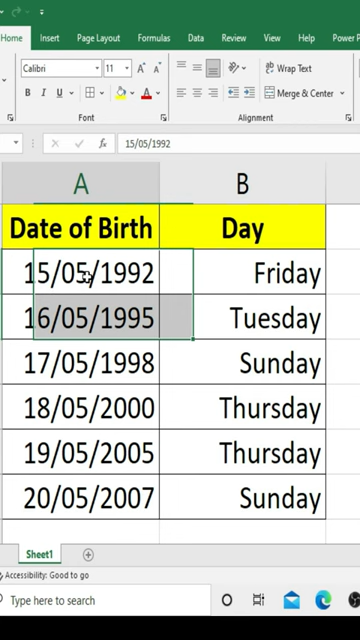 Home Insert Page Layout Formulas Data Review View Help Power P
Calibri 11 A A Wrap Text
B I U A Merge & Center
Font Alignment
fx 15/05/1992
A B
Date of Birth Day
15/05/1992 Friday
16/05/1995 Tuesday
17/05/1998 Sunday
18/05/2000 Thursday
19/05/2005 Thursday
20/05/2007 Sunday
Sheet1
Accessibility: Good to go
Type here to search